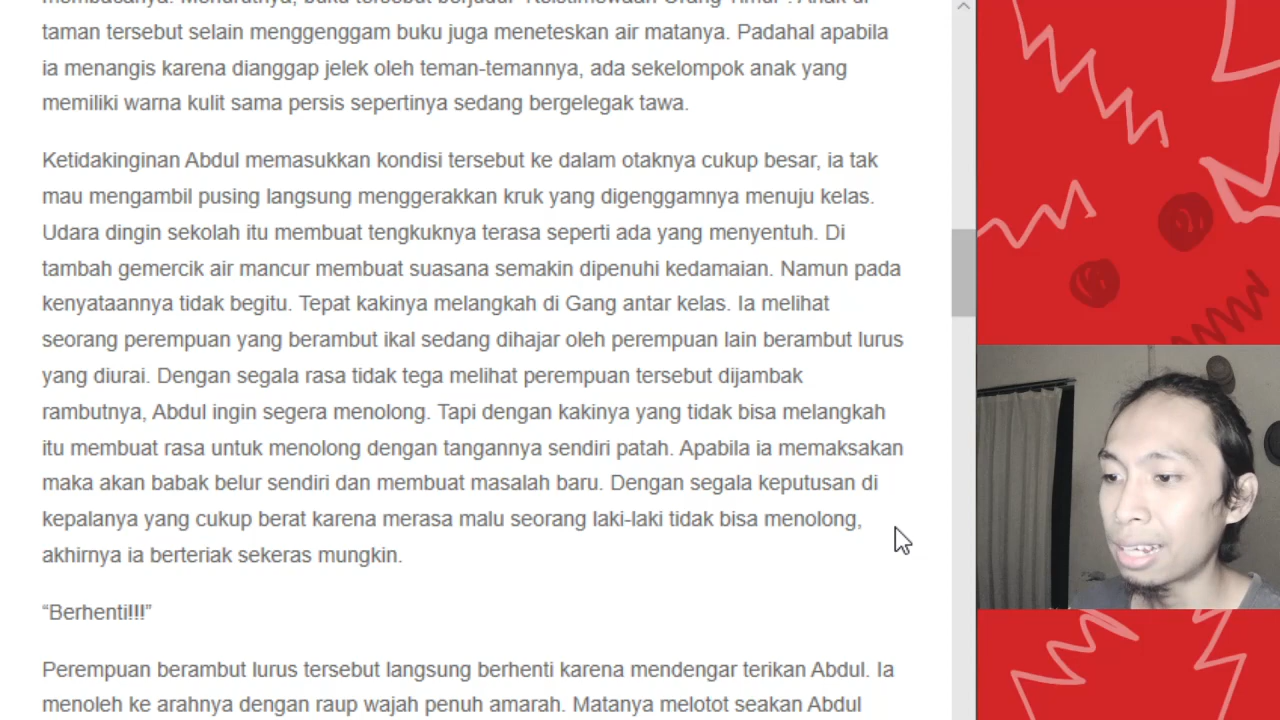 taman tersebut selain menggenggam buku juga meneteskan air matanya. Padahal apabila
ia menangis karena dianggap jelek oleh teman-temannya, ada sekelompok anak yang
memiliki warna kulit sama persis sepertinya sedang bergelegak tawa.
Ketidakinginan Abdul memasukkan kondisi tersebut ke dalam otaknya cukup besar, ia tak
mau mengambil pusing langsung menggerakkan kruk yang digenggamnya menuju kelas.
Udara dingin sekolah itu membuat tengkuknya terasa seperti ada yang menyentuh. Di
tambah gemercik air mancur membuat suasana semakin dipenuhi kedamaian. Namun pada
kenyataannya tidak begitu. Tepat kakinya melangkah di Gang antar kelas. Ia melihat
seorang perempuan yang berambut ikal sedang dihajar oleh perempuan lain berambut lurus
yang diurai. Dengan segala rasa tidak tega melihat perempuan tersebut dijambak
rambutnya, Abdul ingin segera menolong. Tapi dengan kakinya yang tidak bisa melangkah
itu membuat rasa untuk menolong dengan tangannya sendiri patah. Apabila ia memaksakan
maka akan babak belur sendiri dan membuat masalah baru. Dengan segala keputusan di
kepalanya yang cukup berat karena merasa malu seorang laki-laki tidak bisa menolong,
akhirnya ia berteriak sekeras mungkin.
“Berhenti!!!”
Perempuan berambut lurus tersebut langsung berhenti karena mendengar terikan Abdul. Ia
menoleh ke arahnya dengan raup wajah penuh amarah. Matanya melotot seakan Abdul